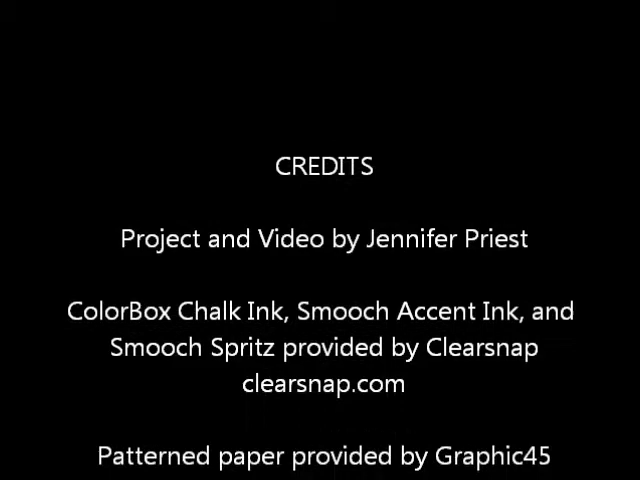 CREDITS
Project and Video by Jennifer Priest
ColorBox Chalk Ink, Smooch Accent Ink, and
Smooch Spritz provided by Clearsnap
clearsnap.com
Patterned paper provided by Graphic45